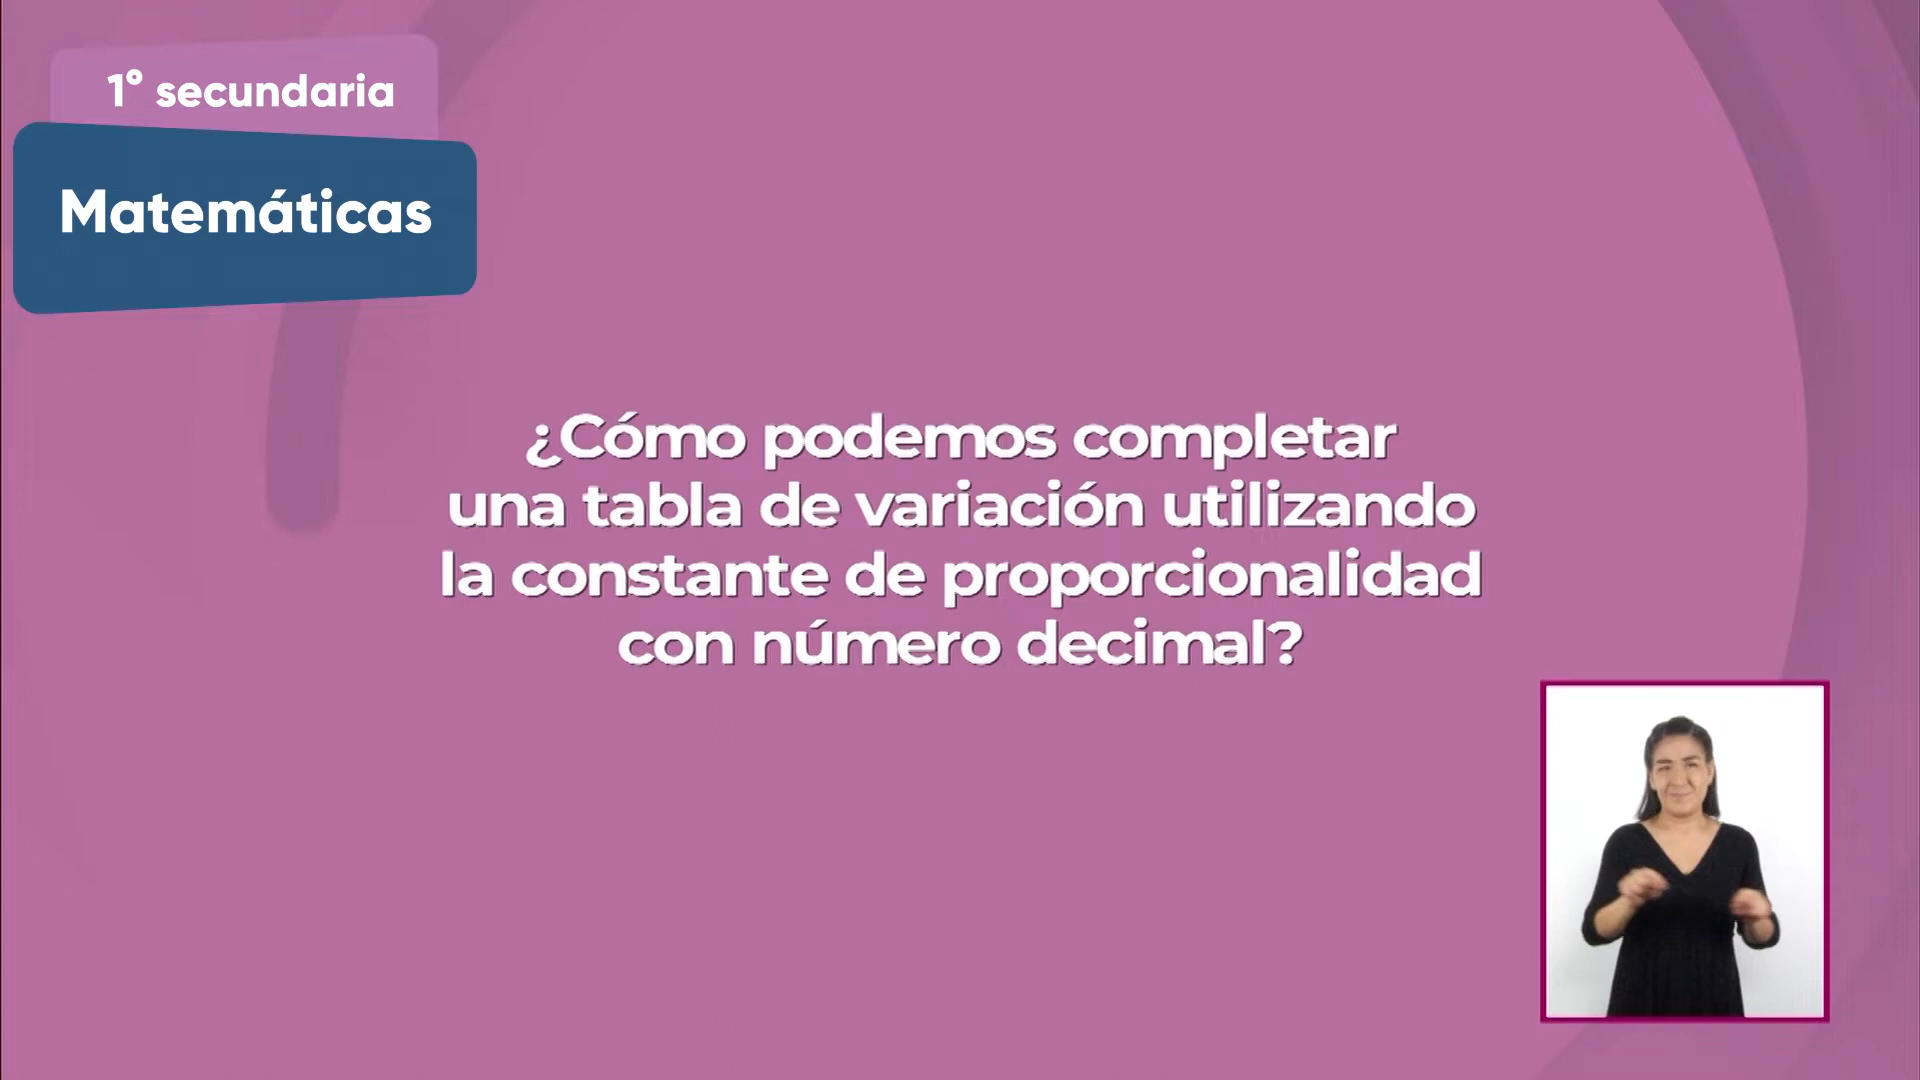 1° secundaria
Matemáticas
¿Cómo podemos completar
una tabla de variación utilizando
la constante de proporcionalidad
con número decimal?